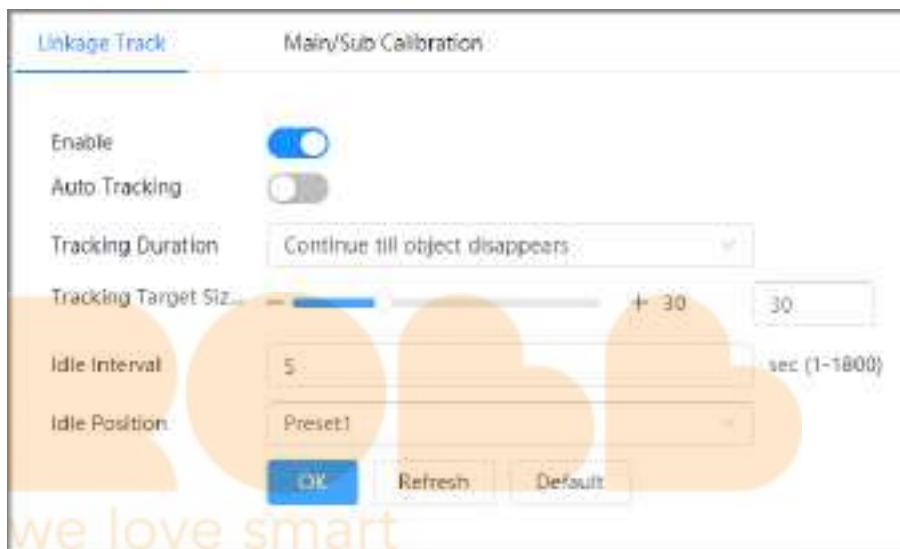 Linkage Track Main/Sub Calibration
Enable
Auto Tracking
Tracking Duration Continue till object disappears
Tracking Target Siz... − + 30 30
Idle Interval 5 sec (1-1800)
Idle Position Preset1
OK Refresh Default
ROLL
we love smart